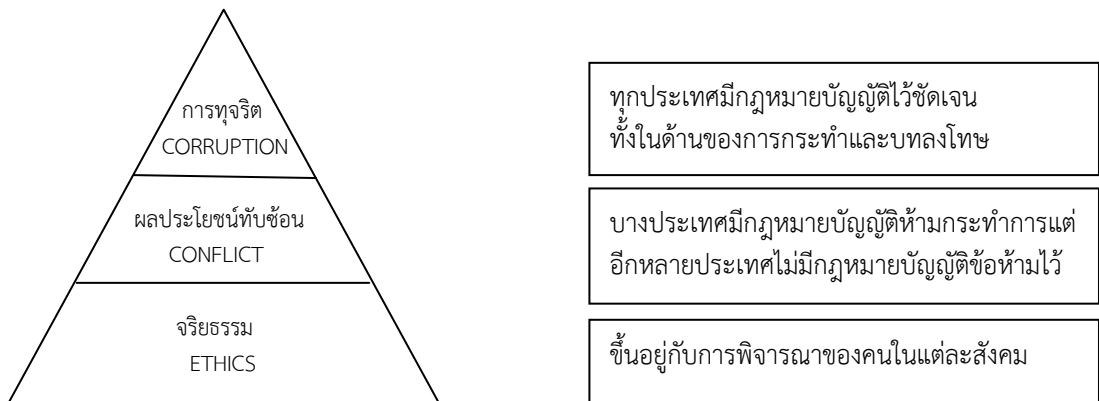 การทุจริต
CORRUPTION
ทุกประเทศมีกฎหมายบัญญัติไว้ชัดเจน
ทั้งในด้านของการกระทำและบทลงโทษ
ผลประโยชน์ทับซ้อน
CONFLICT
บางประเทศมีกฎหมายบัญญัติห้ามกระทำการแต่
อีกหลายประเทศไม่มีกฎหมายบัญญัติข้อห้ามไว้
จริยธรรม
ETHICS
ขึ้นอยู่กับการพิจารณาของคนในแต่ละสังคม